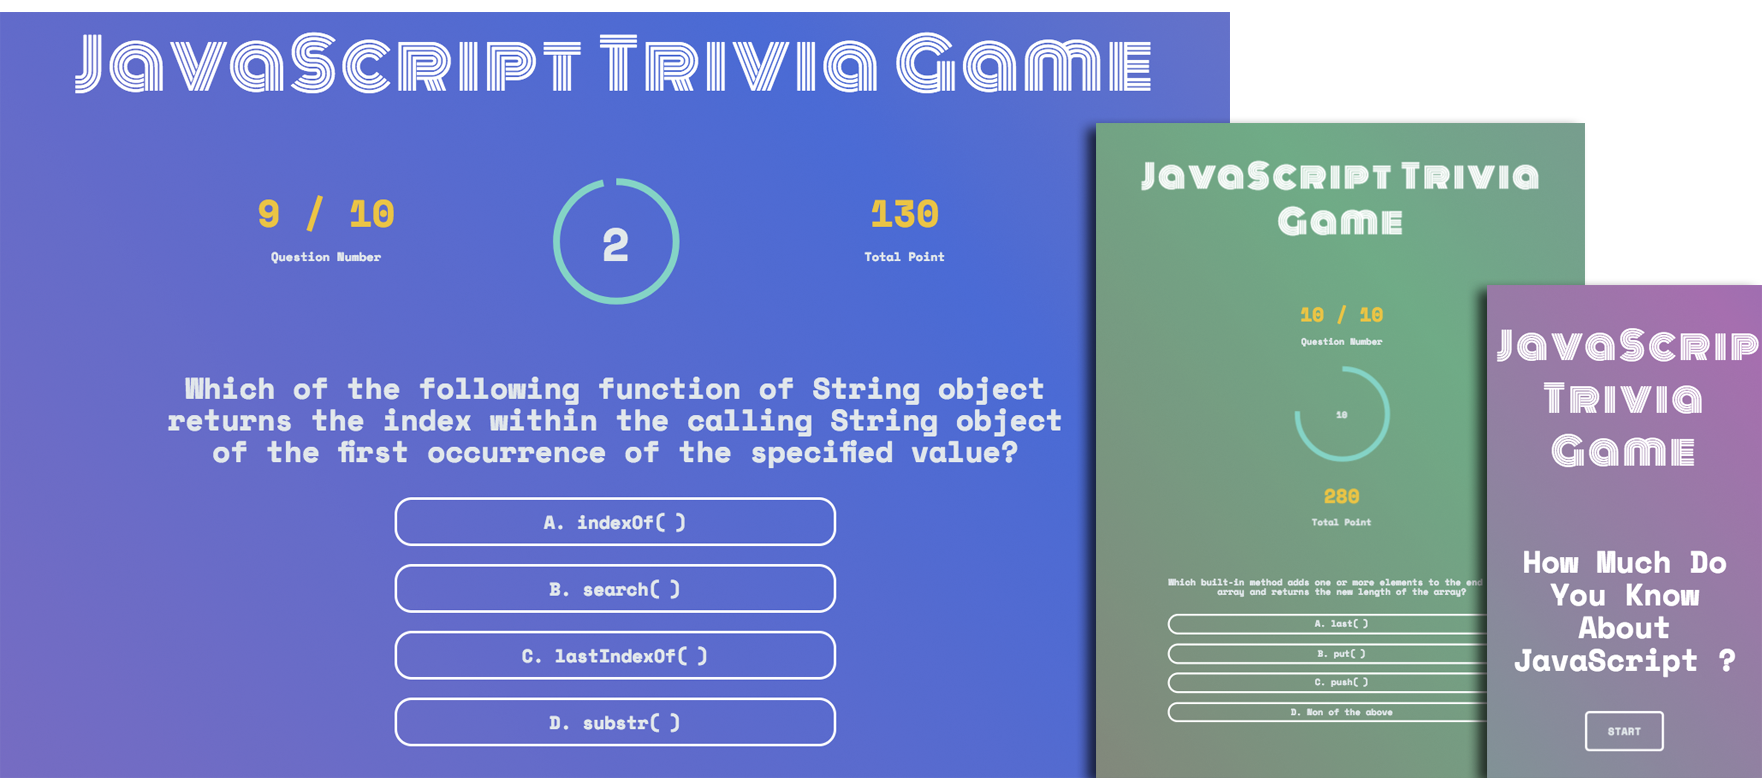 JavaScript Trivia Game
9 / 10
Question Number
2
130
Total Point
Which of the following function of String object
returns the index within the calling String object
of the first occurrence of the specified value?
A. indexOf( )
B. search( )
C. lastIndexOf( )
D. substr( )
JavaScript Trivia
Game
10 / 10
Question Number
10
280
Total Point
Which built-in method adds one or more elements to the end
array and returns the new length of the array?
A. last( )
B. put( )
C. push( )
D. Non of the above
JavaScrip
Trivia
Game
How Much Do
You Know
About
JavaScript ?
START